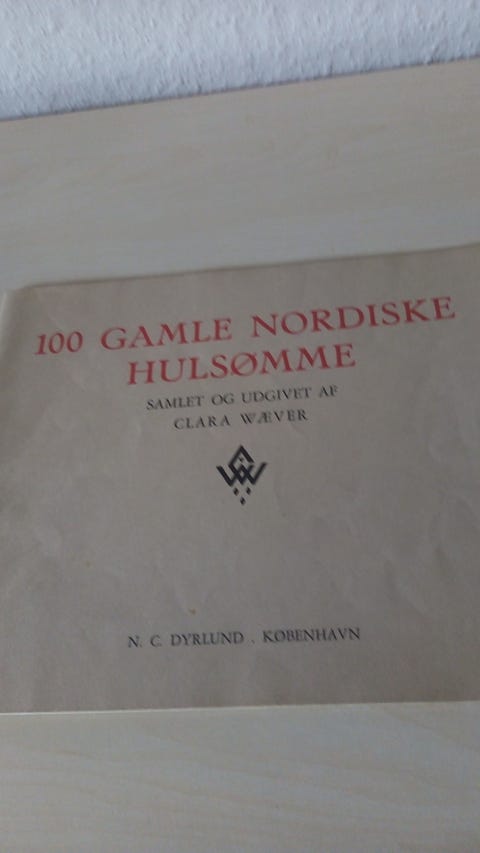 100 GAMLE NORDISKE
HULSØMME
SAMLET OG UDGIVET AF
CLARA WÆVER
N. C. DYRLUND . KØBENHAVN